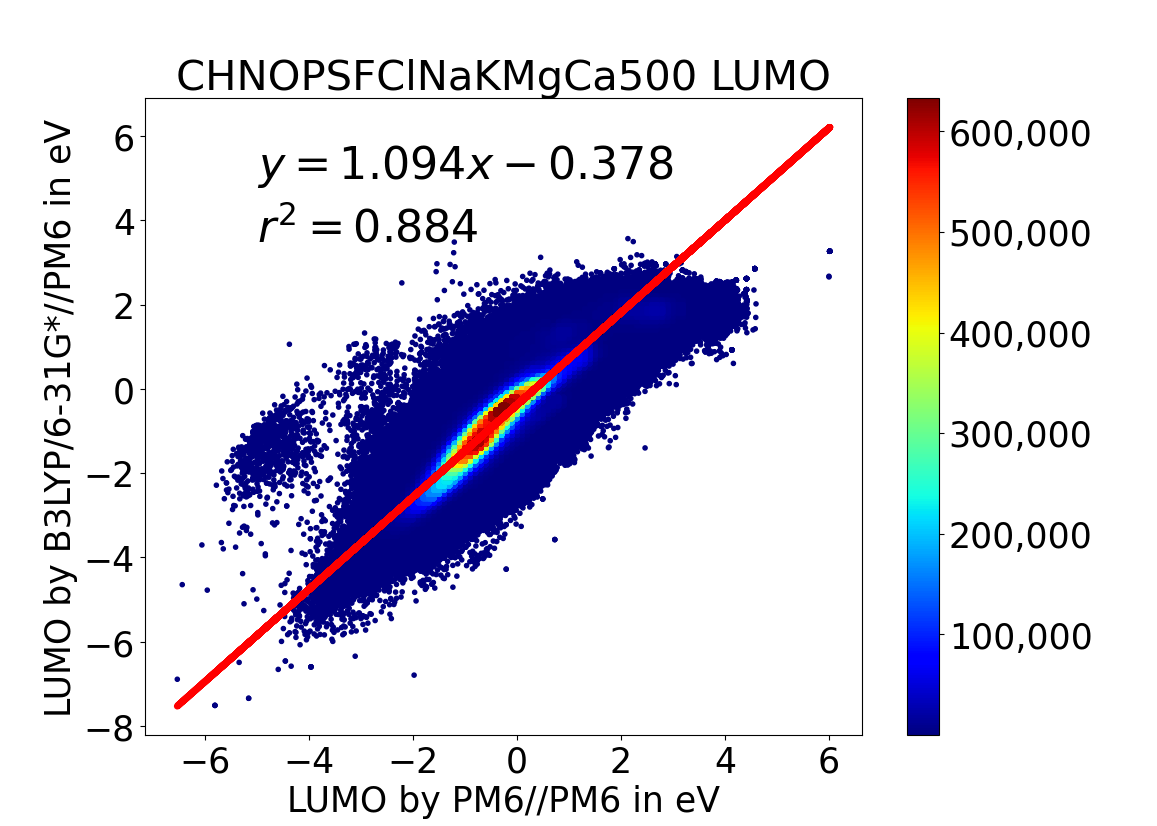 CHNOPSFClNaKMgCa500 LUMO
y = 1.094x − 0.378
r² = 0.884
LUMO by B3LYP/6-31G*//PM6 in eV
6
4
2
0
−2
−4
−6
−8
−6 −4 −2 0 2 4 6
LUMO by PM6//PM6 in eV
600,000
500,000
400,000
300,000
200,000
100,000